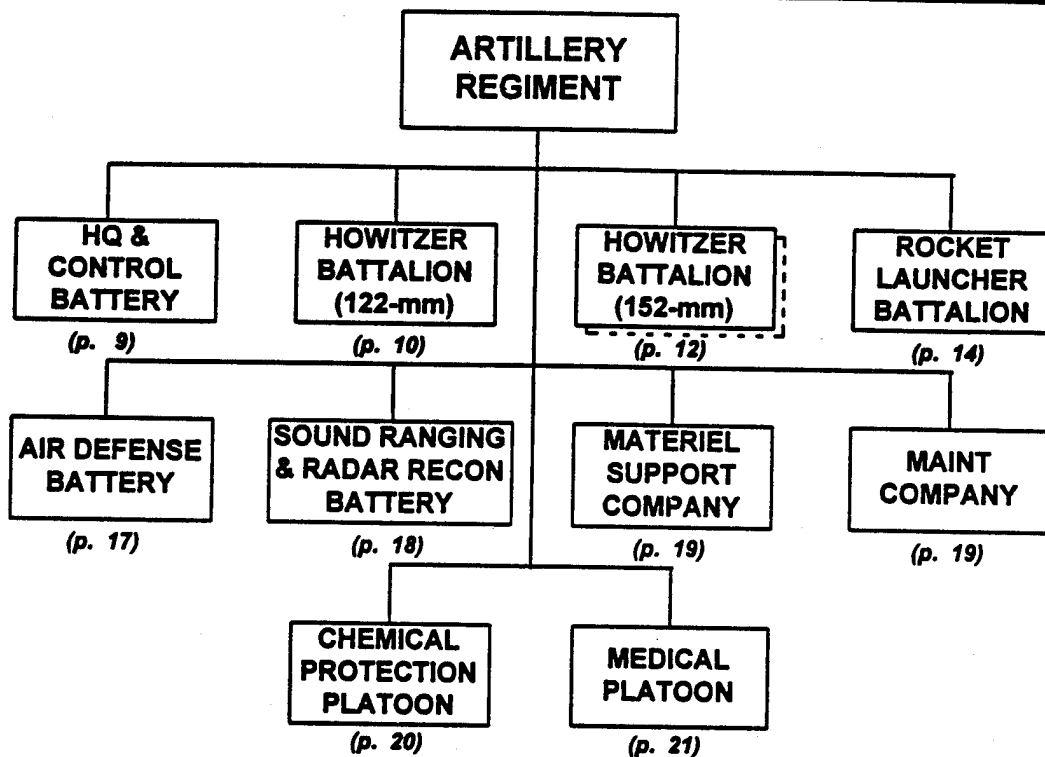 ARTILLERY
REGIMENT
HQ &
CONTROL
BATTERY
(p. 9)
HOWITZER
BATTALION
(122-mm)
(p. 10)
HOWITZER
BATTALION
(152-mm)
(p. 12)
ROCKET
LAUNCHER
BATTALION
(p. 14)
AIR DEFENSE
BATTERY
(p. 17)
SOUND RANGING
& RADAR RECON
BATTERY
(p. 18)
MATERIEL
SUPPORT
COMPANY
(p. 19)
MAINT
COMPANY
(p. 19)
CHEMICAL
PROTECTION
PLATOON
(p. 20)
MEDICAL
PLATOON
(p. 21)